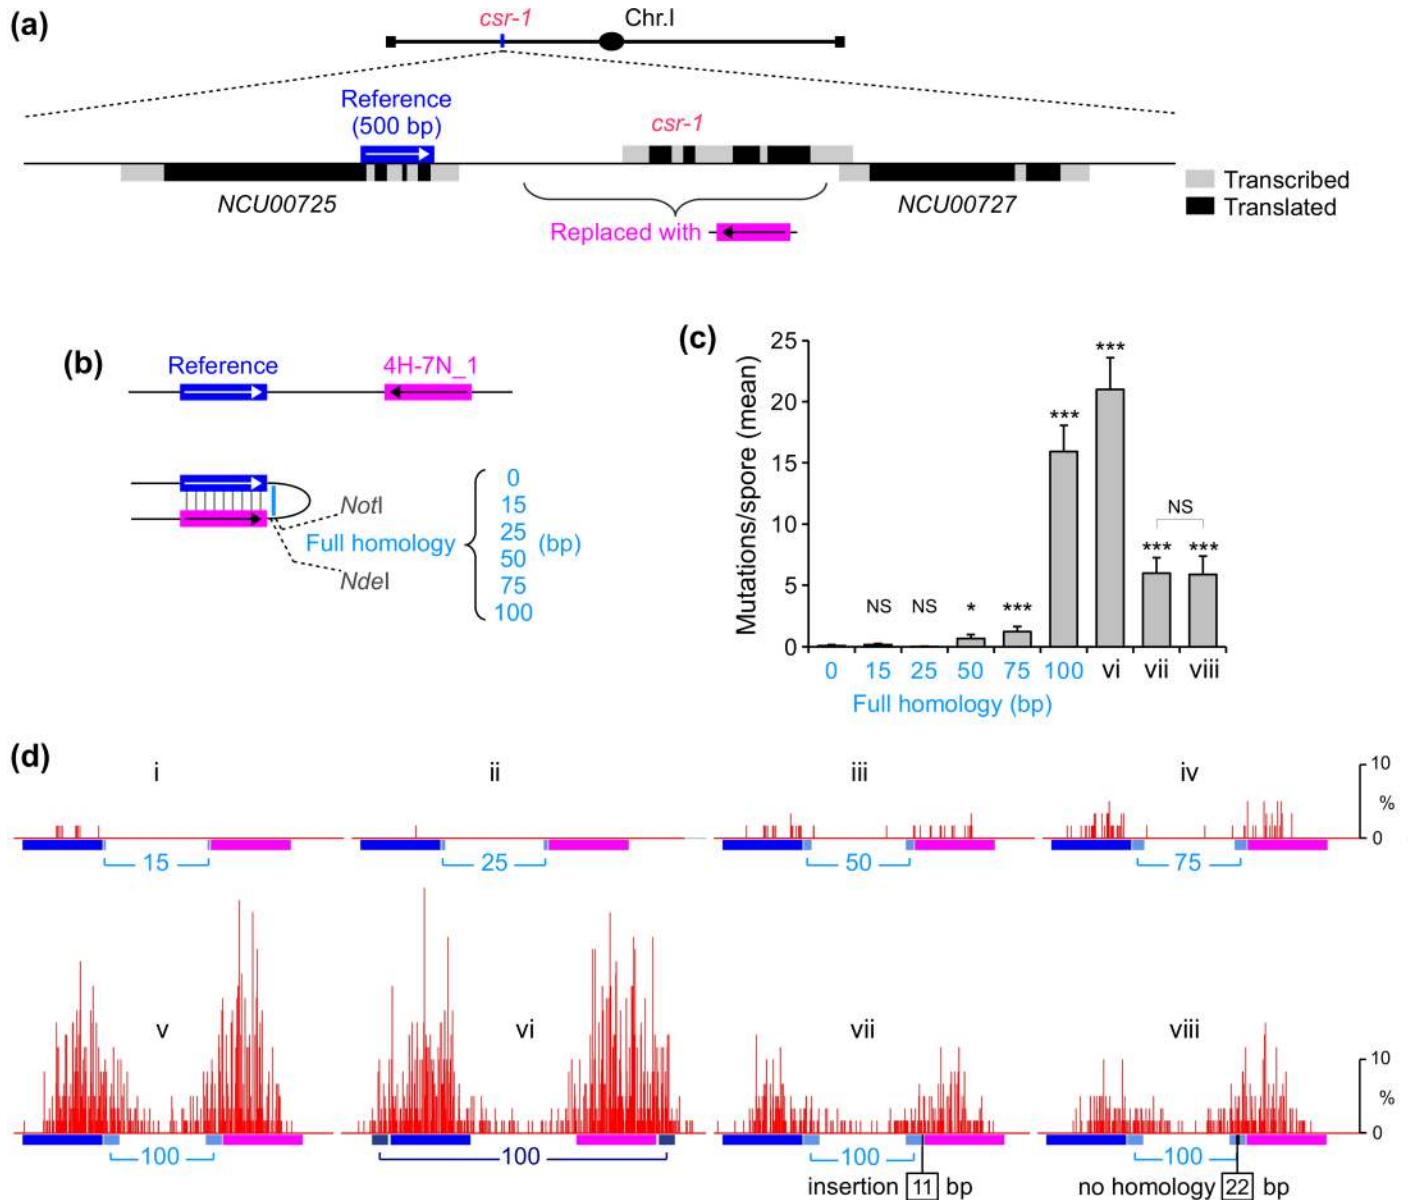 (a)
csr-1
Chr.I
Reference
(500 bp)
csr-1
NCU00725
NCU00727
Transcribed
Translated
Replaced with
(b)
Reference
4H-7N_1
NotI
NdeI
Full homology
0
15
25
50
75
100
(bp)
(c)
Mutations/spore (mean)
25
20
15
10
5
0
NS
NS
*
***
***
***
***
***
NS
0 15 25 50 75 100 vi vii viii
Full homology (bp)
(d)
i
ii
iii
iv
10
%
0
15
25
50
75
v
vi
vii
viii
10
%
0
100
100
100
100
insertion 11 bp
no homology 22 bp